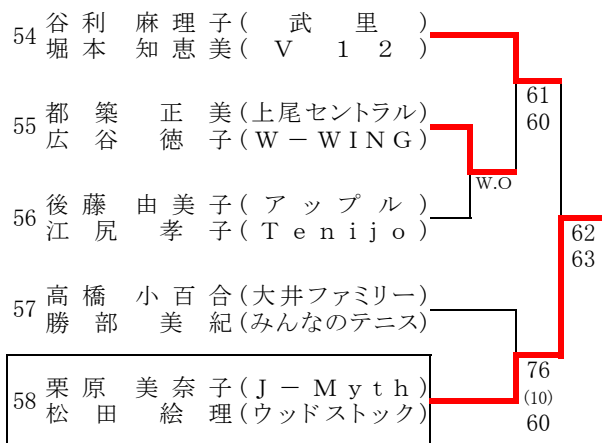 54 谷利 麻理子(武里)
堀本 知恵美(V12)
61
60
55 都築 正美(上尾セントラル)
広谷 徳子(W-WING)
W.O
56 後藤 由美子(アップル)
江尻 孝子(Tenijo)
62
63
57 高橋 小百合(大井ファミリー)
勝部 美紀(みんなのテニス)
58 栗原 美奈子(J-Myth)
松田 絵理(ウッドストック)
76
(10)
60